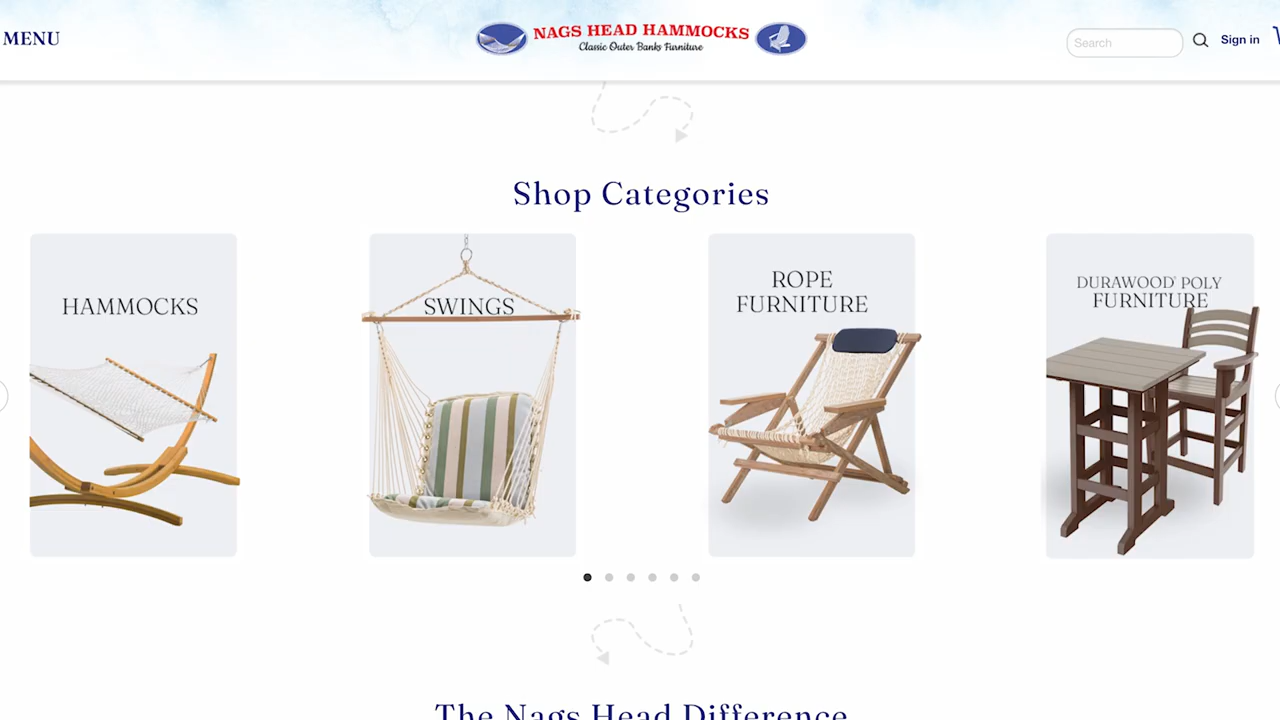 MENU
NAGS HEAD HAMMOCKS
Classic Outer Banks Furniture
Search
Sign in
Shop Categories
HAMMOCKS
SWINGS
ROPE
FURNITURE
DURAWOOD® POLY
FURNITURE
The Nags Head Difference